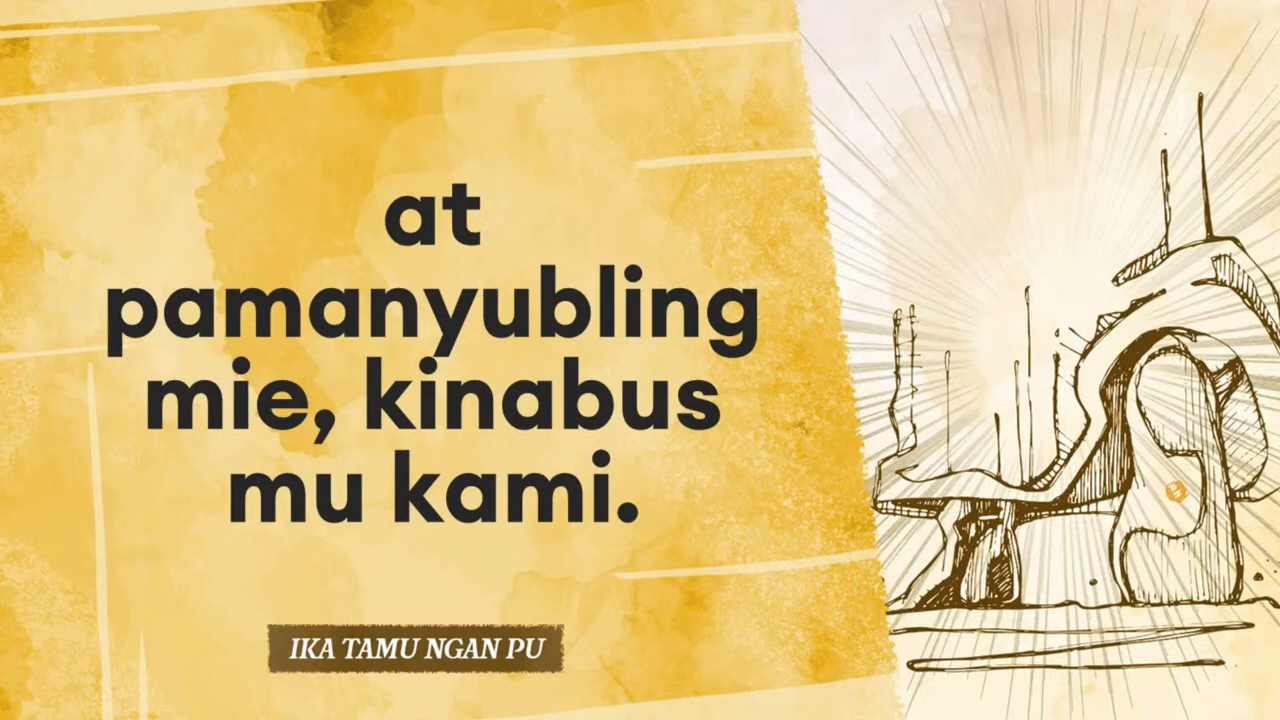 at
pamanyubling
mie, kinabus
mu kami.
IKA TAMU NGAN PU